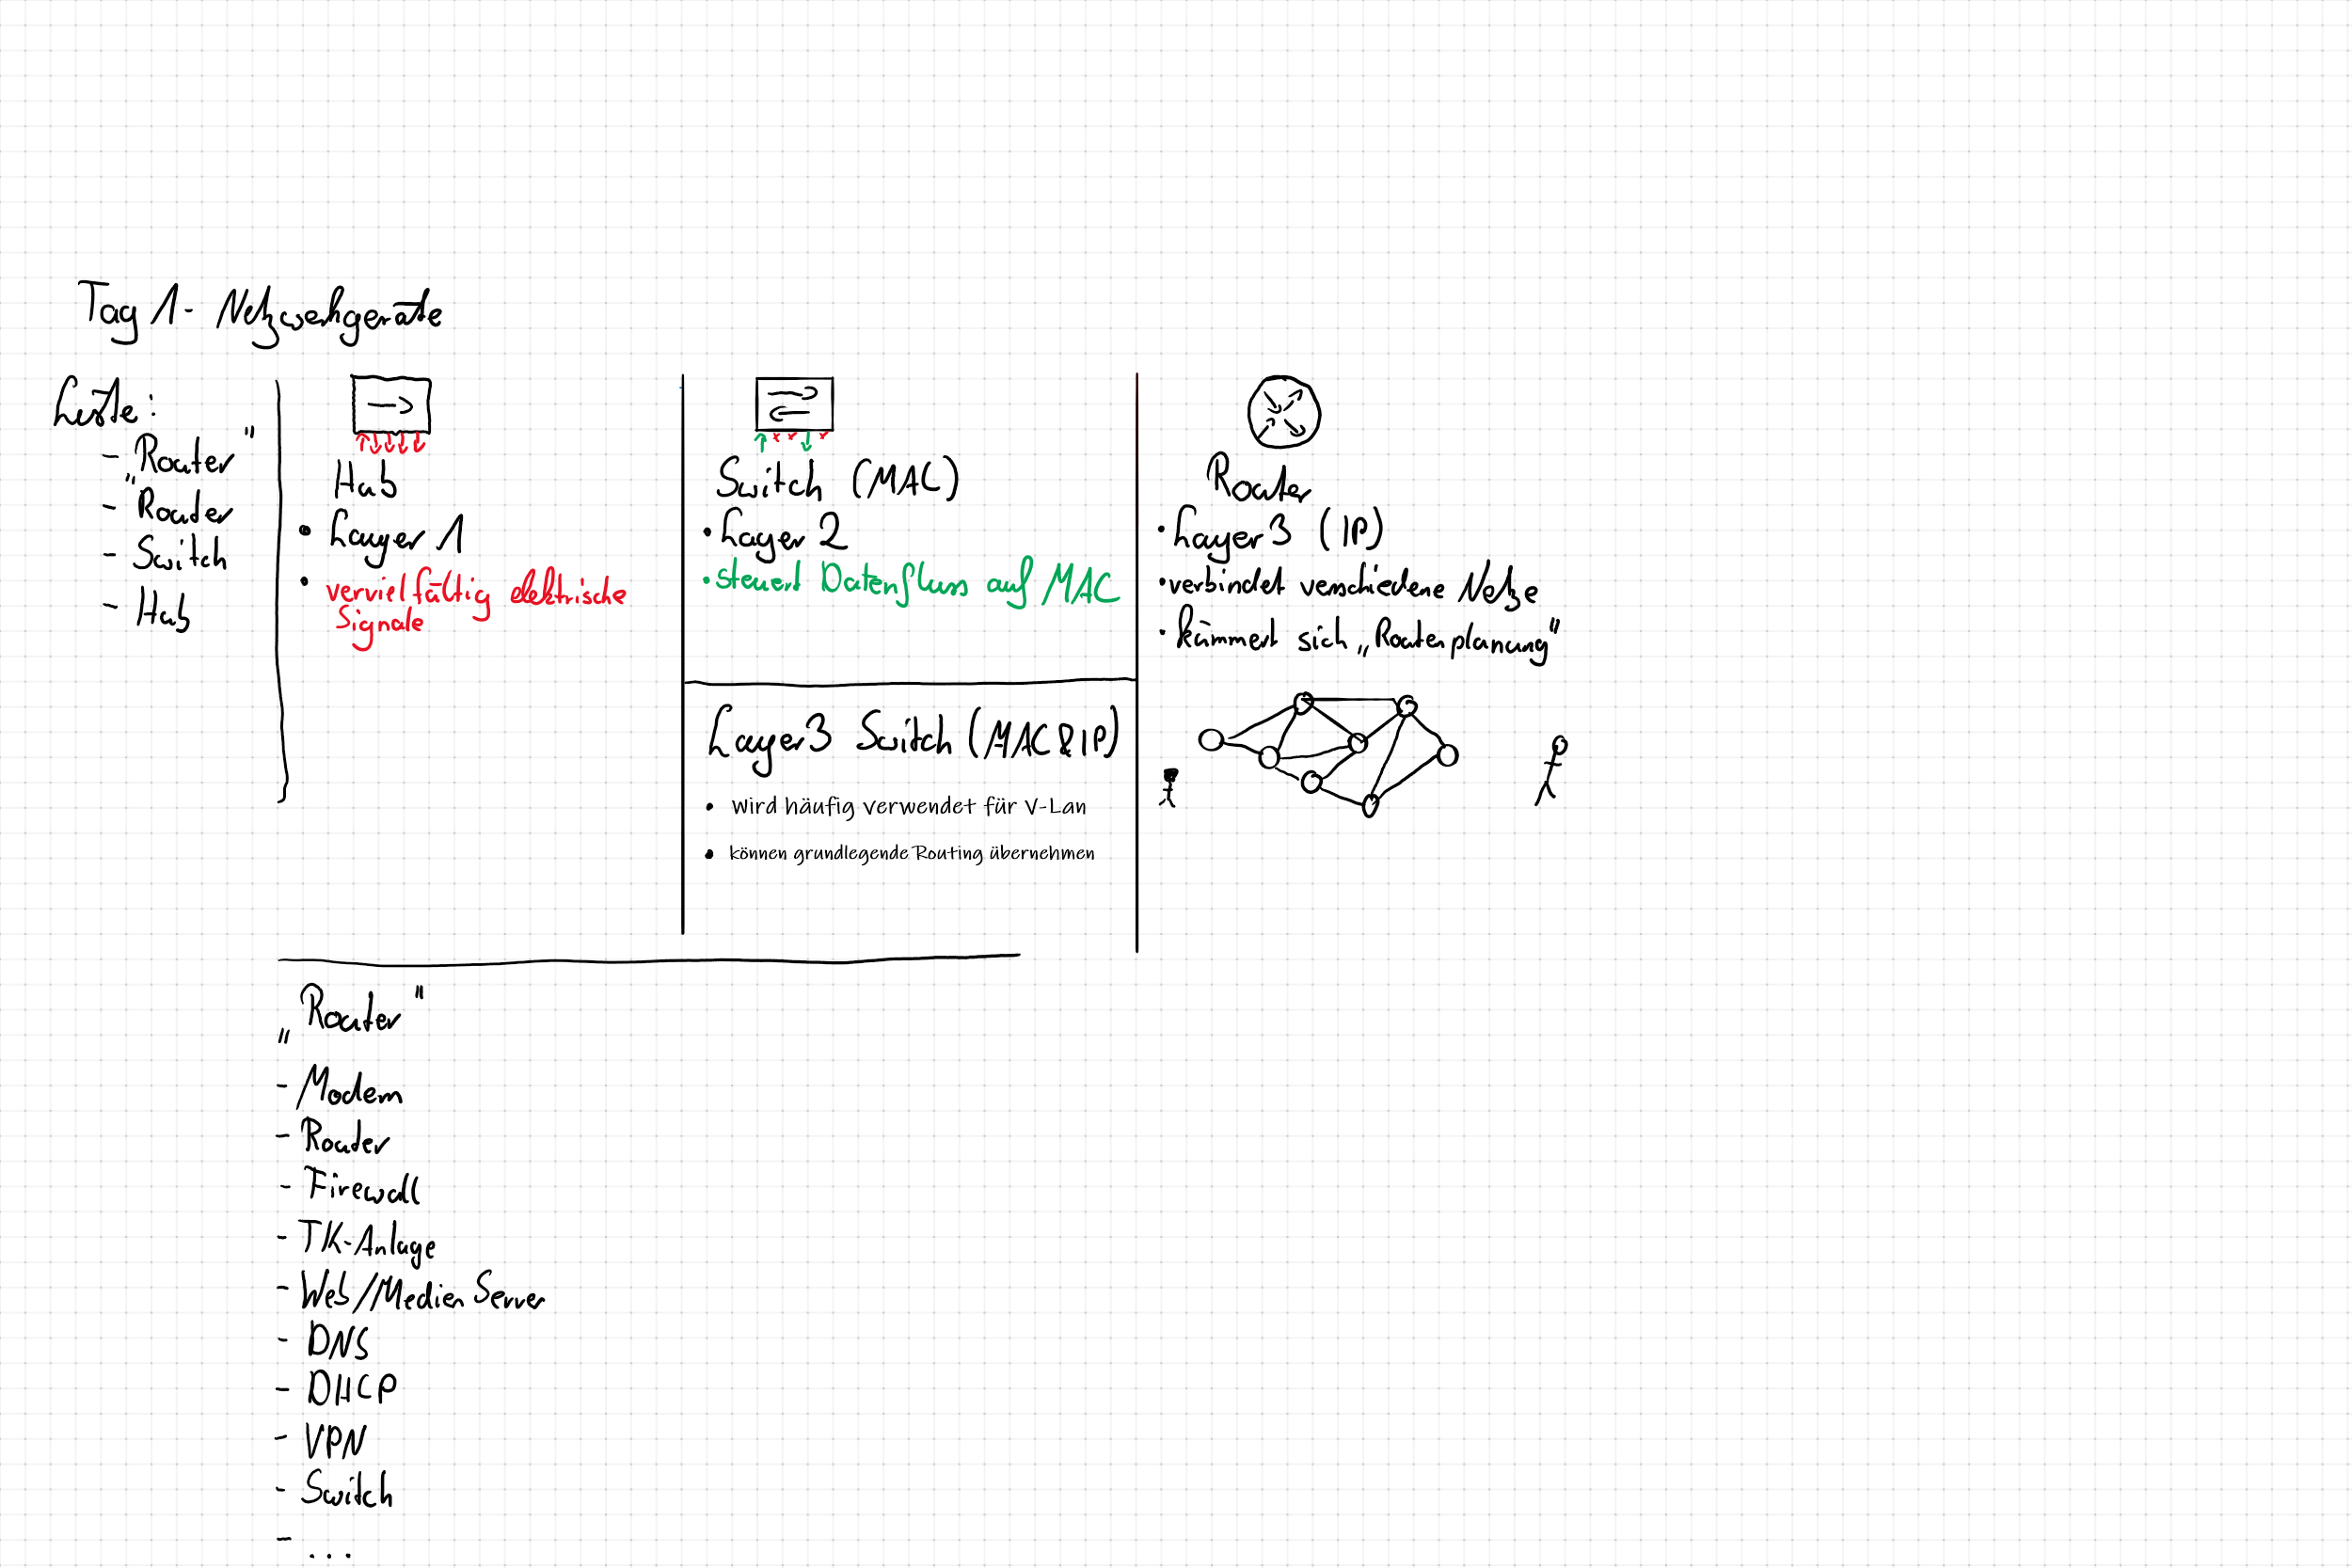 Tag 1 - Netzwerkgeräte
Liste:
- „Router"
- Router
- Switch
- Hub
Hub
• Layer 1
• vervielfältig elektrische
Signale
Switch (MAC)
• Layer 2
• steuert Datenfluss auf MAC
Layer3 Switch (MAC&IP)
• wird häufig verwendet für V-Lan
• können grundlegende Routing übernehmen
Router
• Layer 3 (IP)
• verbindet verschiedene Netze
• kümmert sich „Routenplanung"
„Router"
- Modem
- Router
- Firewall
- TK-Anlage
- Web/Medien Server
- DNS
- DHCP
- VPN
- Switch
- ...